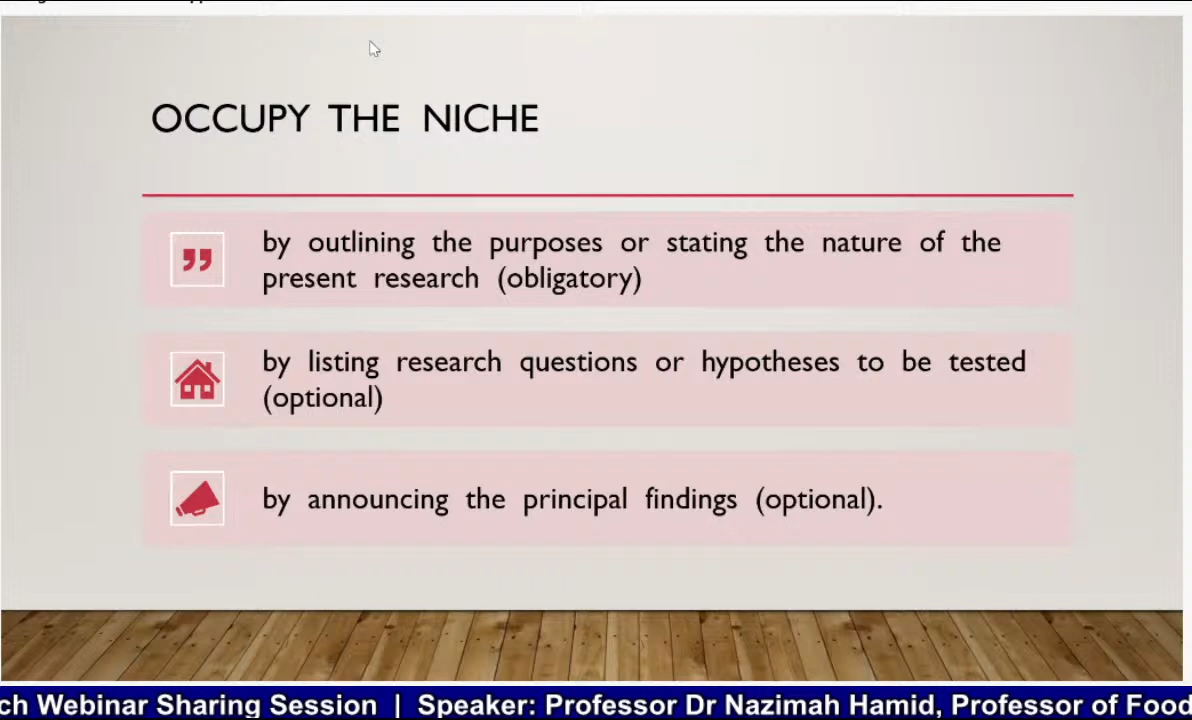 OCCUPY THE NICHE
by outlining the purposes or stating the nature of the
present research (obligatory)
by listing research questions or hypotheses to be tested
(optional)
by announcing the principal findings (optional).
Webinar Sharing Session | Speaker: Professor Dr Nazimah Hamid, Professor of Food